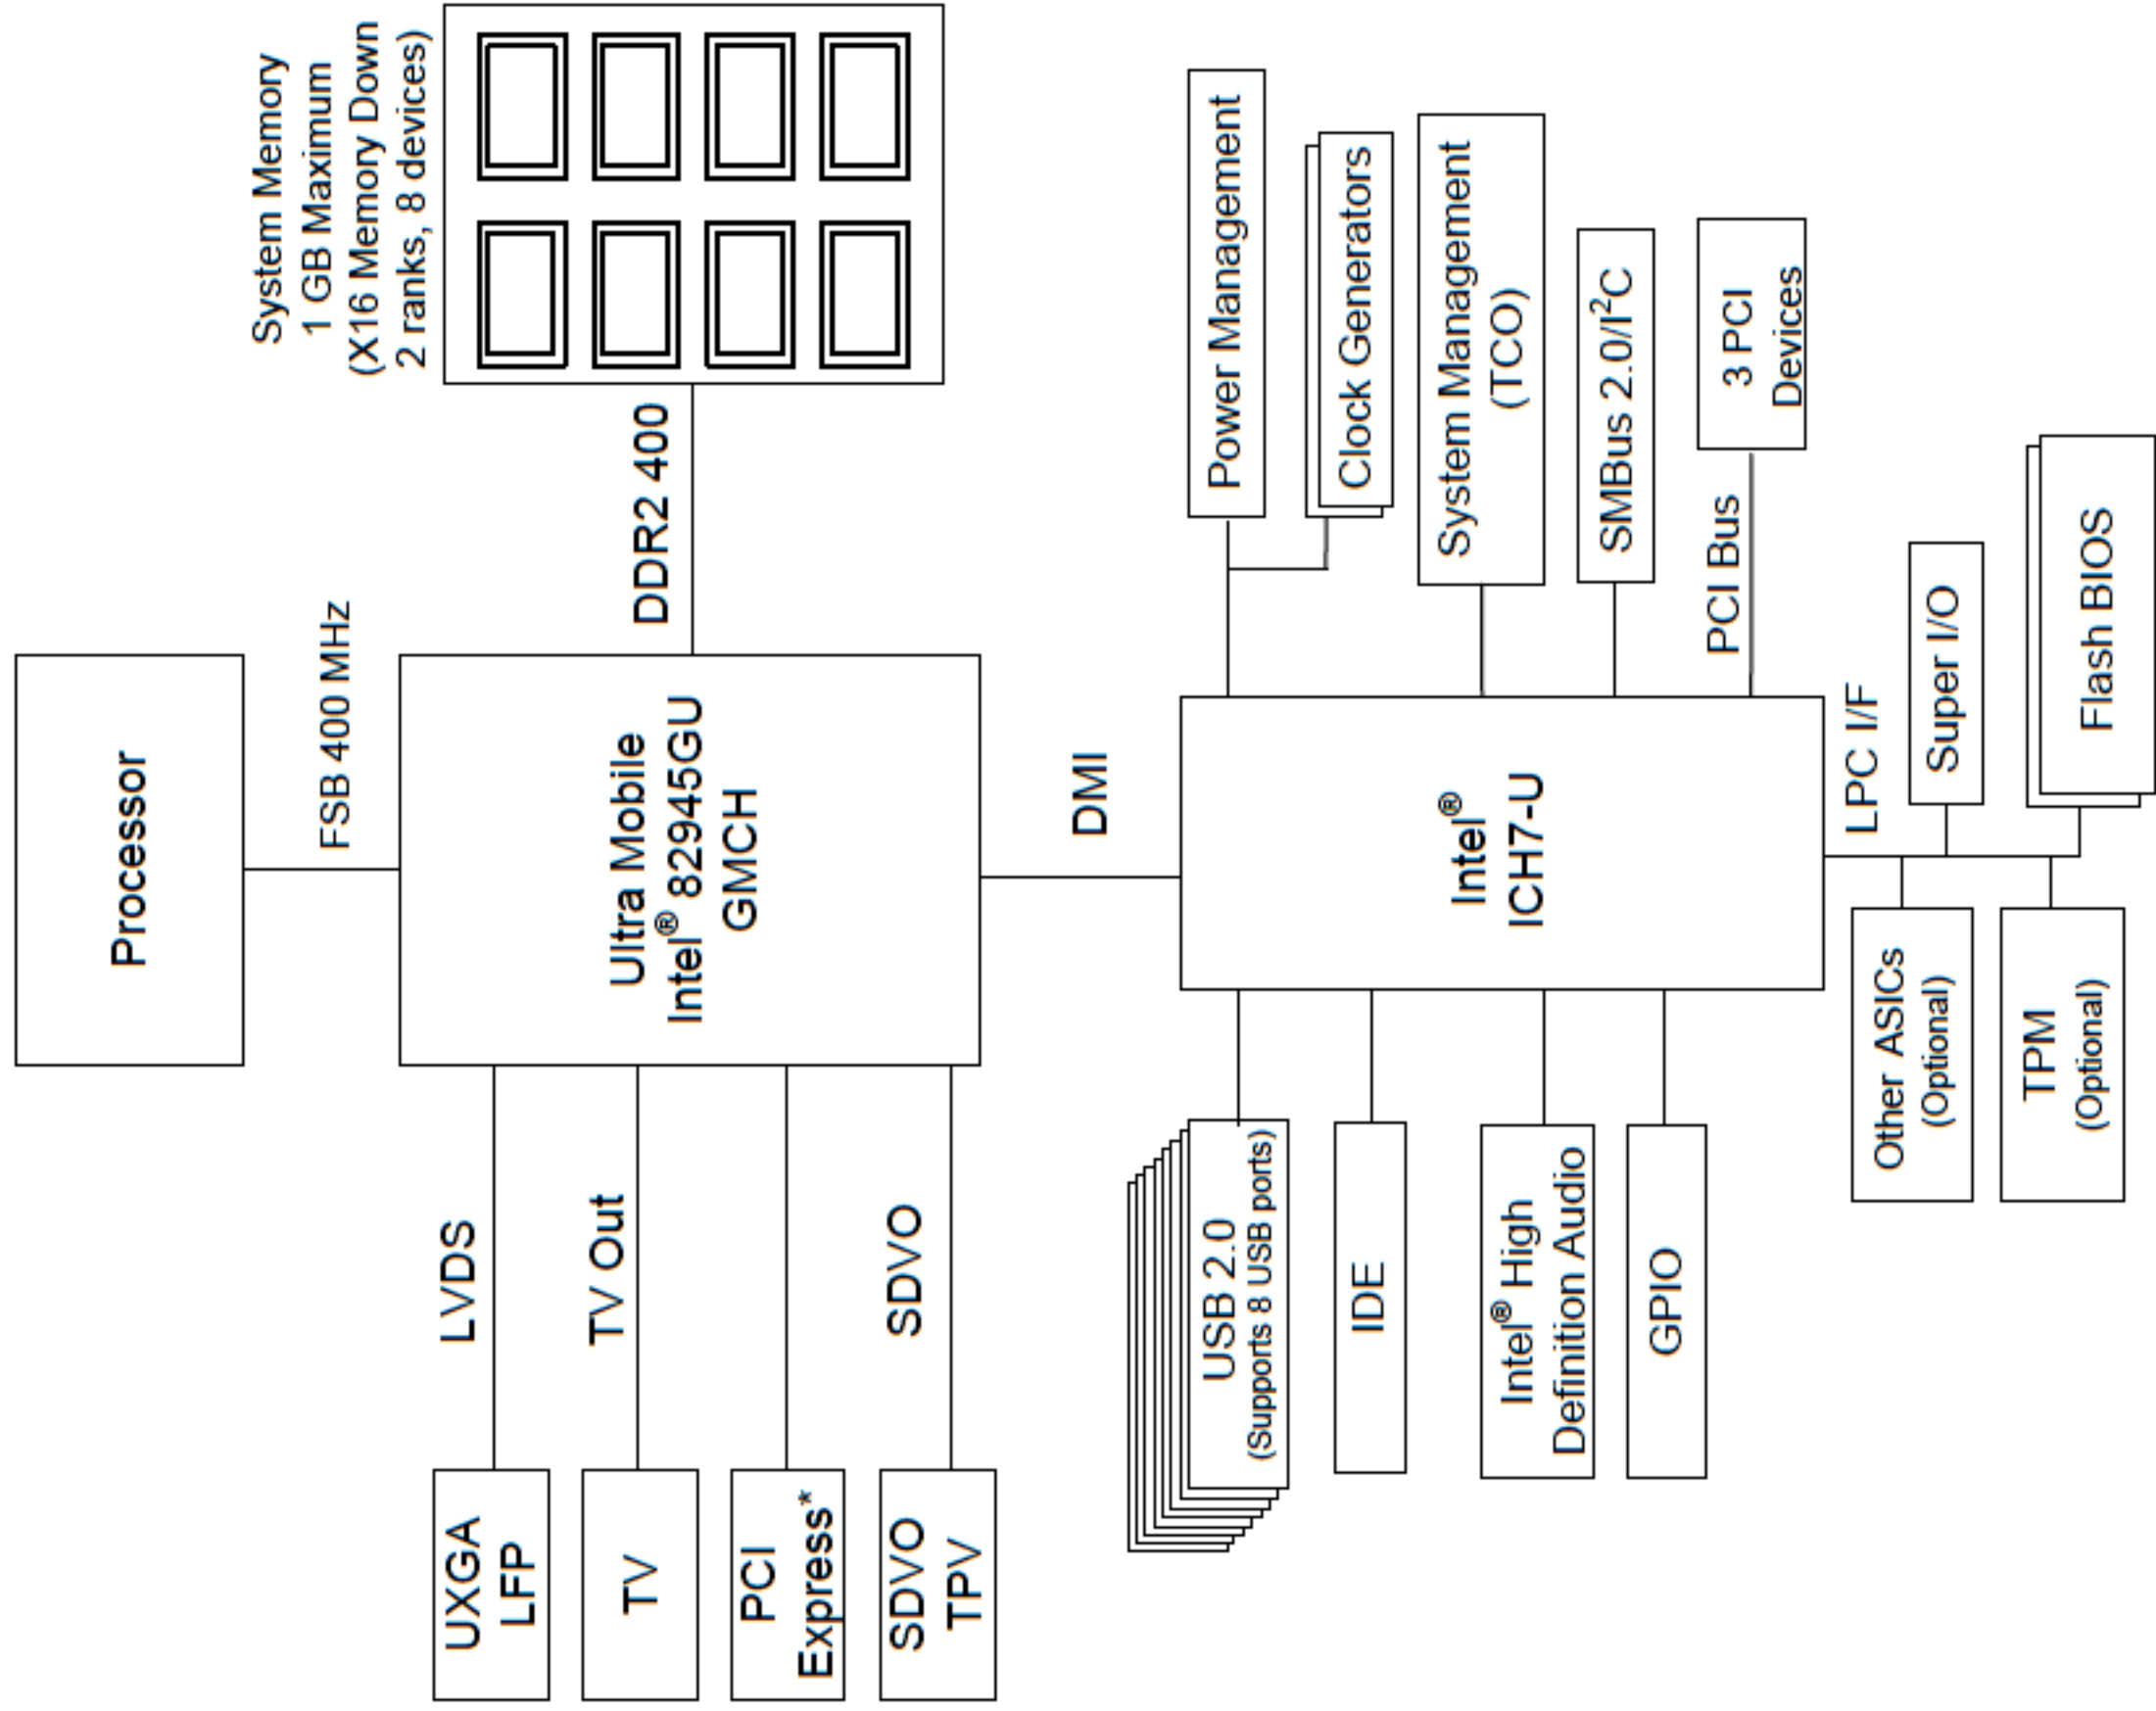 Processor
FSB 400 MHz
System Memory
1 GB Maximum
(X16 Memory Down
2 ranks, 8 devices)
DDR2 400
Ultra Mobile
Intel® 82945GU
GMCH
LVDS
UXGA
LFP
TV Out
TV
PCI
Express*
SDVO
SDVO
TPV
DMI
Intel®
ICH7-U
USB 2.0
(Supports 8 USB ports)
IDE
Intel® High
Definition Audio
GPIO
Power Management
Clock Generators
System Management
(TCO)
SMBus 2.0/I²C
PCI Bus
3 PCI
Devices
LPC I/F
Super I/O
Other ASICs
(Optional)
TPM
(Optional)
Flash BIOS